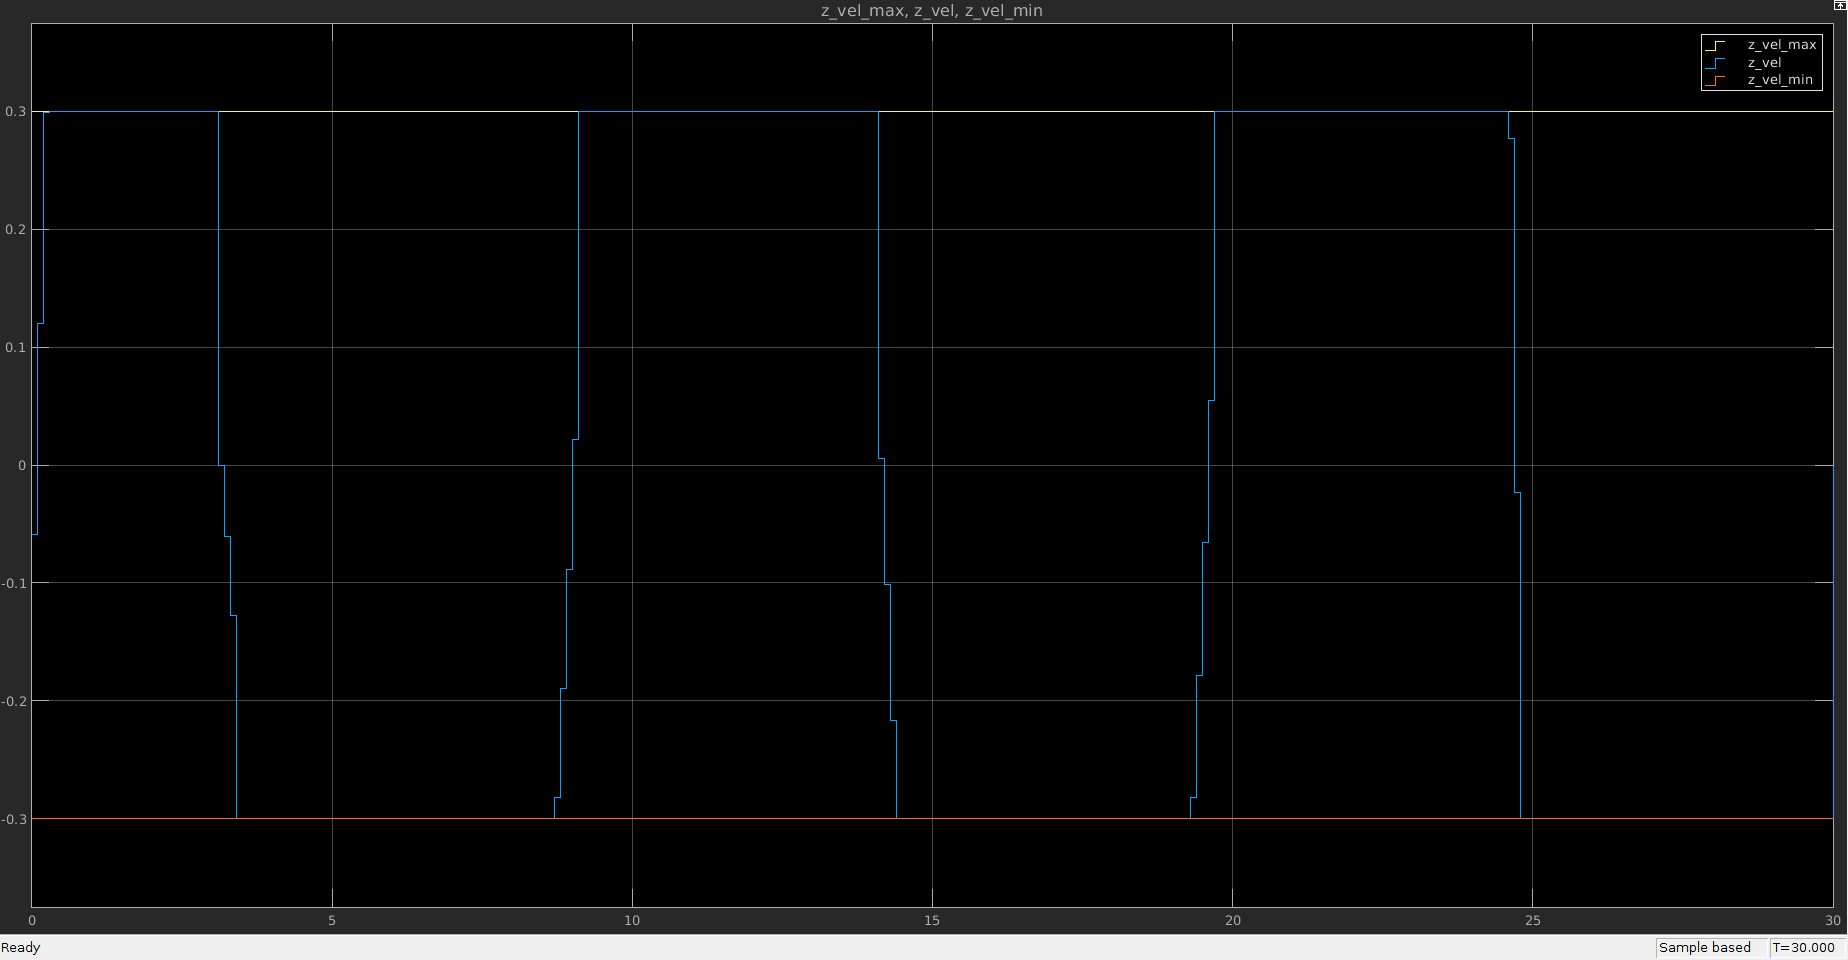 z_vel_max, z_vel, z_vel_min
z_vel_max
z_vel
z_vel_min
0.3
0.2
0.1
0
-0.1
-0.2
-0.3
0 5 10 15 20 25 30
Ready Sample based T=30.000